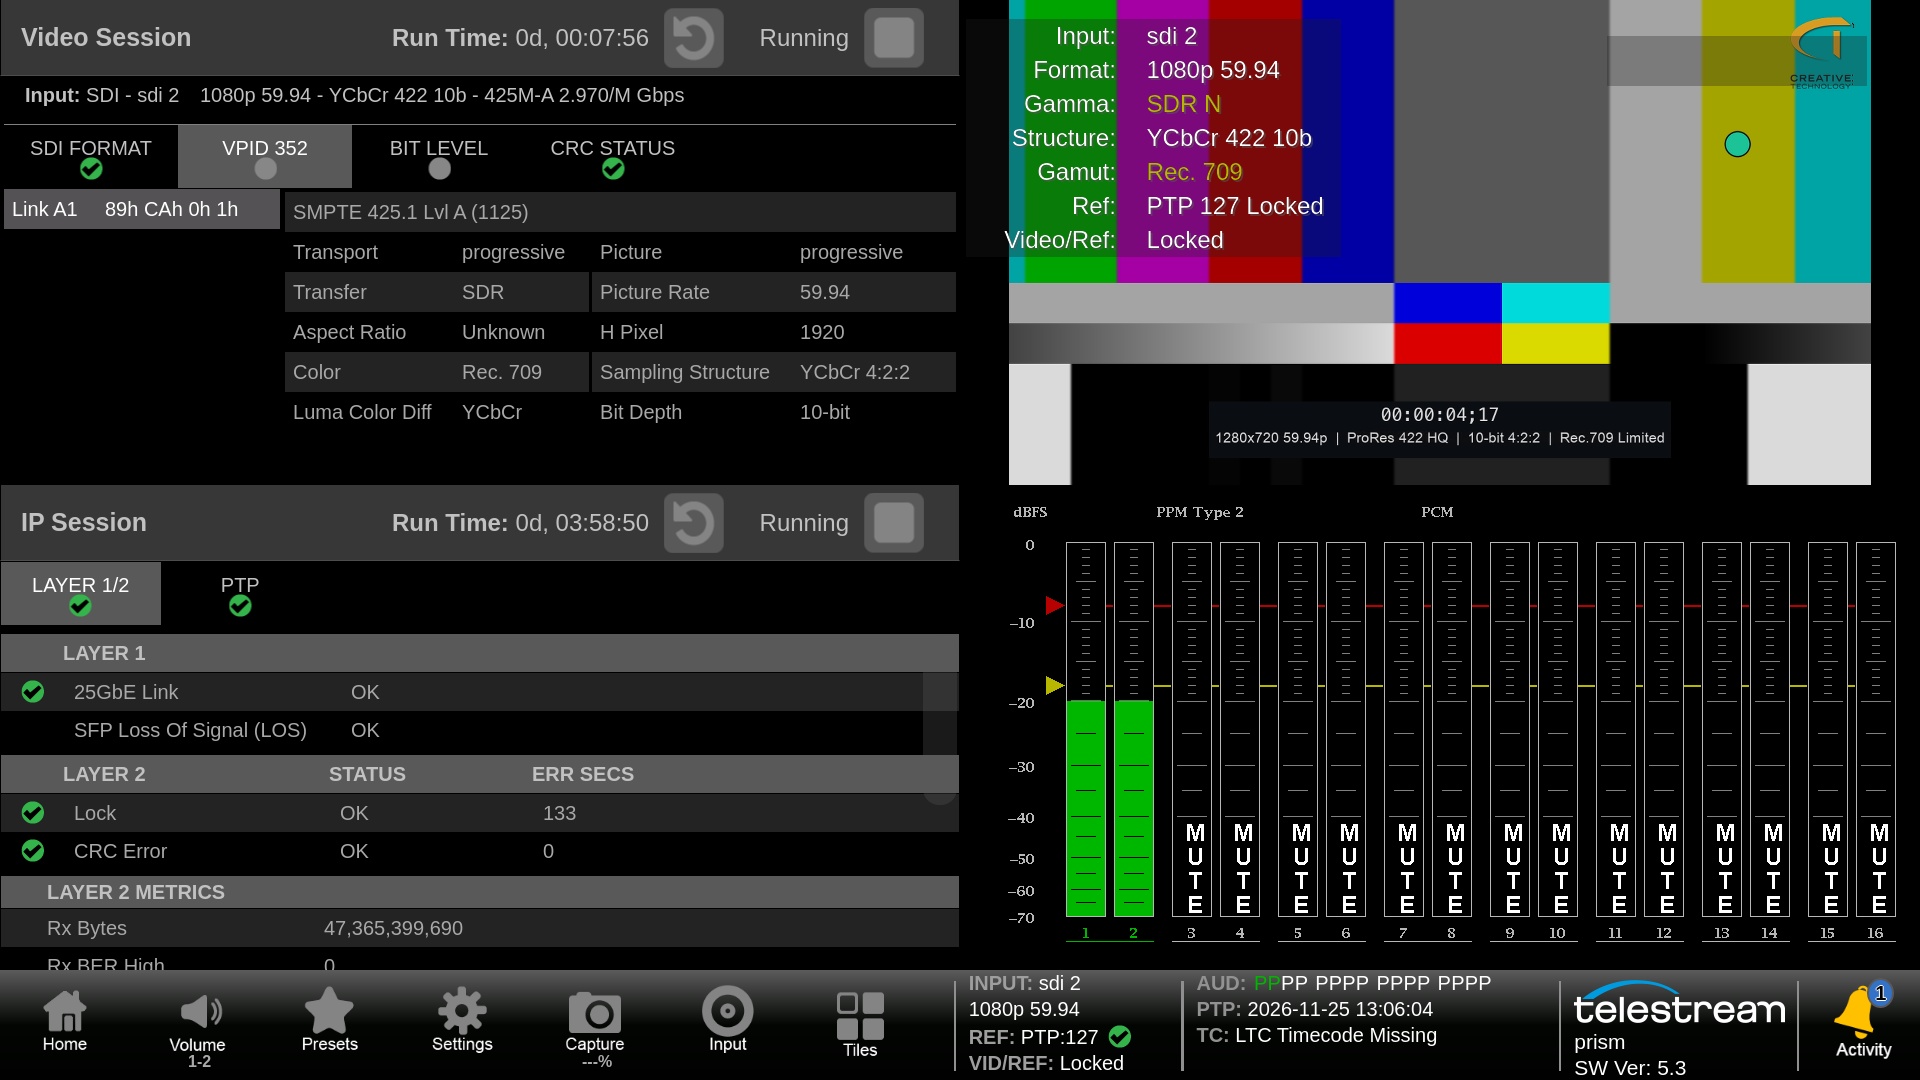 Video Session
Run Time: 0d, 00:07:56
Running
Input: SDI - sdi 2    1080p 59.94 - YCbCr 422 10b - 425M-A 2.970/M Gbps
SDI FORMAT
VPID 352
BIT LEVEL
CRC STATUS
Link A1    89h CAh 0h 1h
SMPTE 425.1 Lvl A (1125)
Transport    progressive    Picture    progressive
Transfer    SDR    Picture Rate    59.94
Aspect Ratio    Unknown    H Pixel    1920
Color    Rec. 709    Sampling Structure    YCbCr 4:2:2
Luma Color Diff    YCbCr    Bit Depth    10-bit
Input: sdi 2
Format: 1080p 59.94
Gamma: SDR N
Structure: YCbCr 422 10b
Gamut: Rec. 709
Ref: PTP 127 Locked
Video/Ref: Locked
CREATIVE
TECHNOLOGY
00:00:04;17
1280x720 59.94p | ProRes 422 HQ | 10-bit 4:2:2 | Rec.709 Limited
IP Session
Run Time: 0d, 03:58:50
Running
LAYER 1/2
PTP
LAYER 1
25GbE Link    OK
SFP Loss Of Signal (LOS)    OK
LAYER 2    STATUS    ERR SECS
Lock    OK    133
CRC Error    OK    0
LAYER 2 METRICS
Rx Bytes    47,365,399,690
Rx BER High    0
dBFS    PPM Type 2    PCM
0
-10
-20
-30
-40
-50
-60
-70
MUTE MUTE MUTE MUTE MUTE MUTE MUTE MUTE MUTE MUTE MUTE MUTE MUTE MUTE
1 2 3 4 5 6 7 8 9 10 11 12 13 14 15 16
Home
Volume
1-2
Presets
Settings
Capture
---%
Input
Tiles
INPUT: sdi 2
1080p 59.94
REF: PTP:127
VID/REF: Locked
AUD: PPPP PPPP PPPP PPPP
PTP: 2026-11-25 13:06:04
TC: LTC Timecode Missing
telestream
prism
SW Ver: 5.3
1
Activity